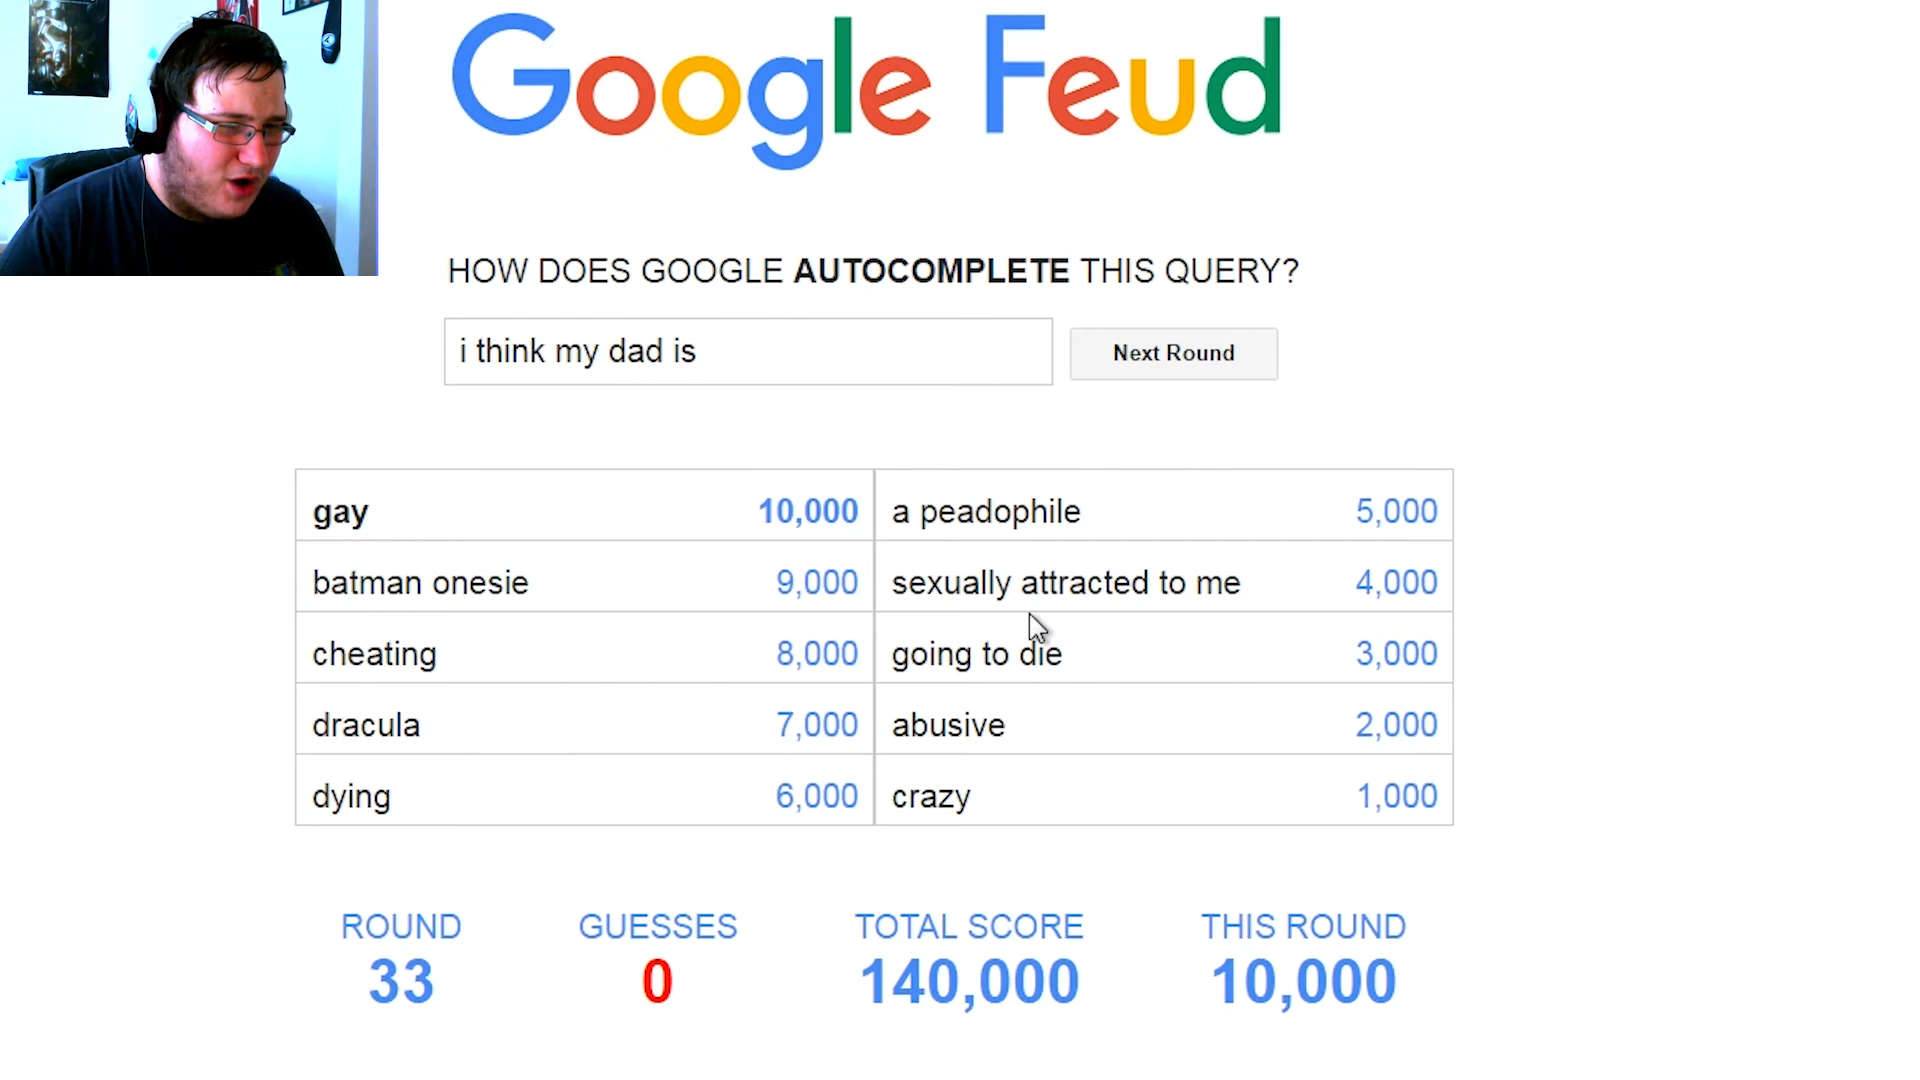 Google Feud
HOW DOES GOOGLE AUTOCOMPLETE THIS QUERY?
i think my dad is
Next Round
gay 10,000
batman onesie 9,000
cheating 8,000
dracula 7,000
dying 6,000
a peadophile 5,000
sexually attracted to me 4,000
going to die 3,000
abusive 2,000
crazy 1,000
ROUND GUESSES TOTAL SCORE THIS ROUND
33 0 140,000 10,000